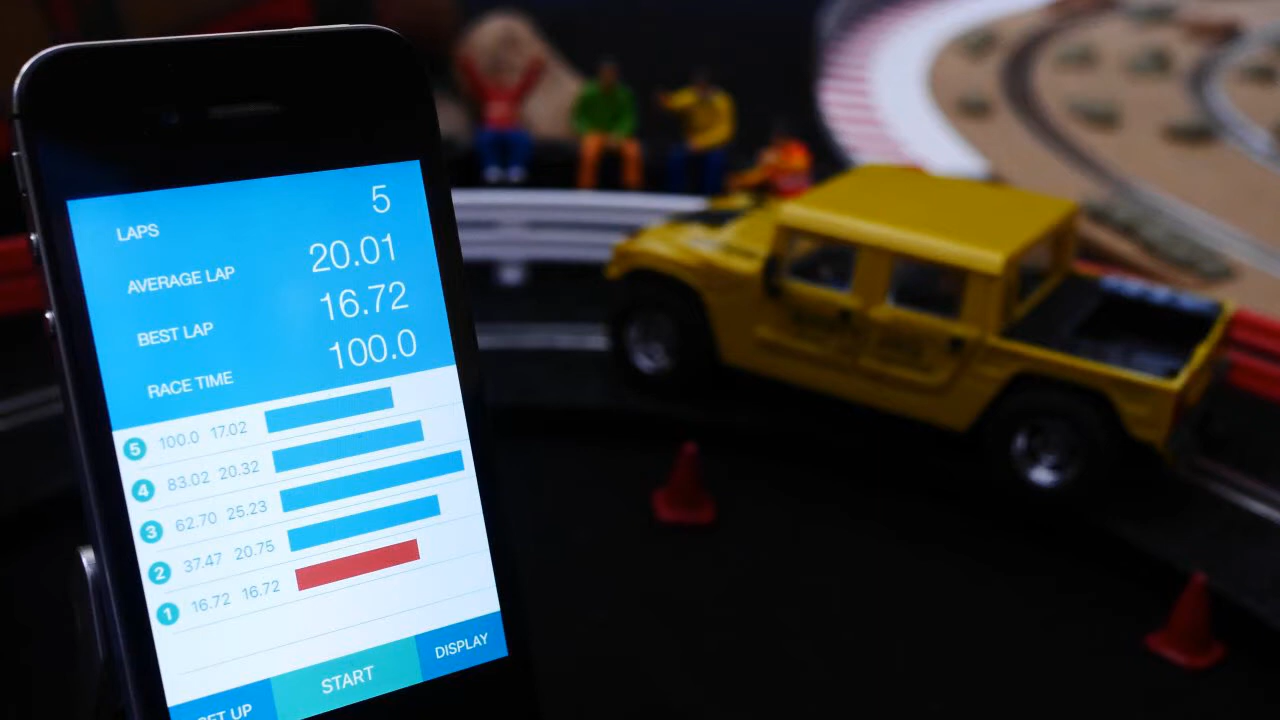 LAPS 5
AVERAGE LAP 20.01
BEST LAP 16.72
RACE TIME 100.0
5 100.0 17.02
4 83.02 20.32
3 62.70 25.23
2 37.47 20.75
1 16.72 16.72
SET UP START DISPLAY